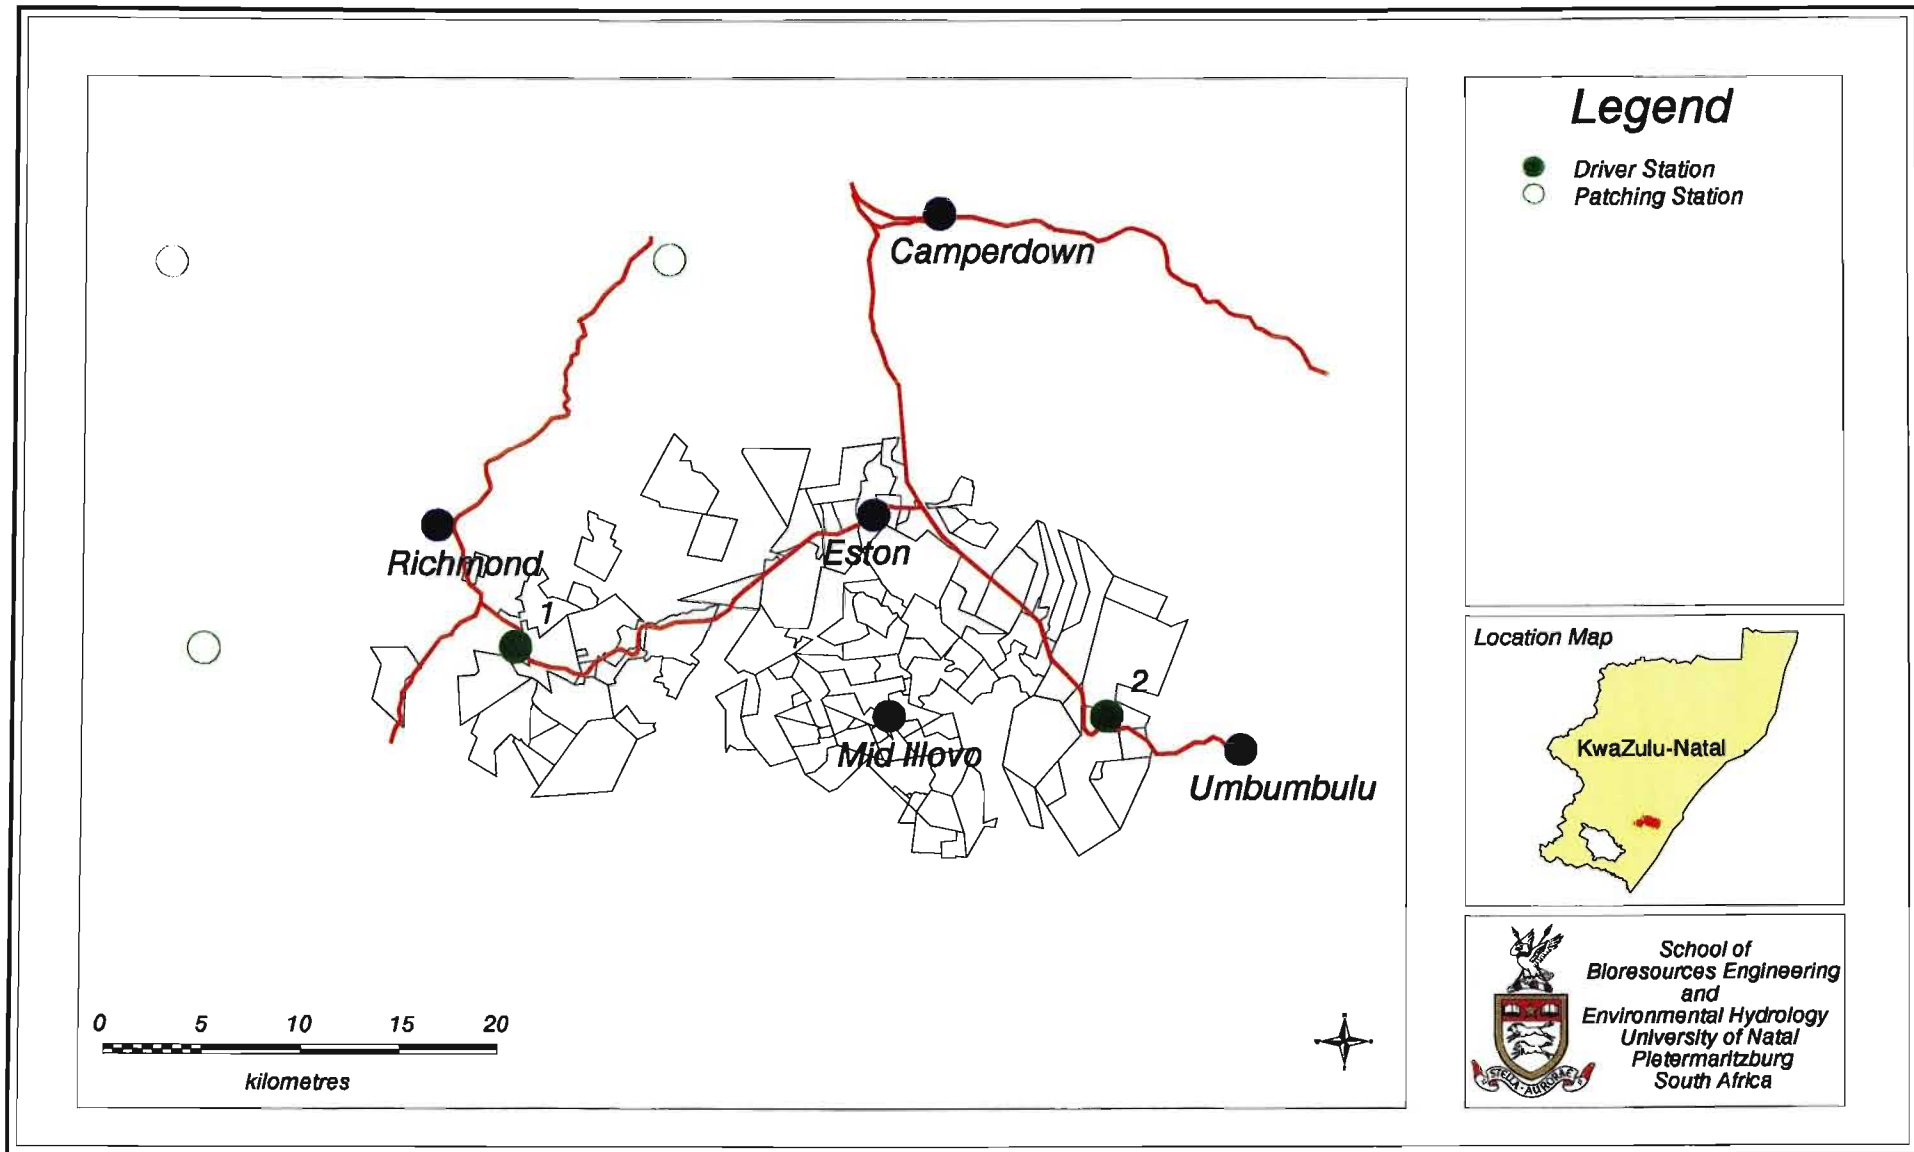 Legend
Driver Station
Patching Station
Camperdown
Richmond
Eston
1
2
Mid Illovo
Umbumbulu
0 5 10 15 20
kilometres
Location Map
KwaZulu-Natal
School of
Bioresources Engineering
and
Environmental Hydrology
University of Natal
Pietermaritzburg
South Africa
STELLA AURORAE